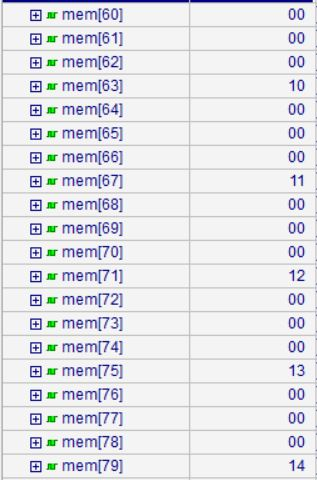 mem[60] 00
mem[61] 00
mem[62] 00
mem[63] 10
mem[64] 00
mem[65] 00
mem[66] 00
mem[67] 11
mem[68] 00
mem[69] 00
mem[70] 00
mem[71] 12
mem[72] 00
mem[73] 00
mem[74] 00
mem[75] 13
mem[76] 00
mem[77] 00
mem[78] 00
mem[79] 14